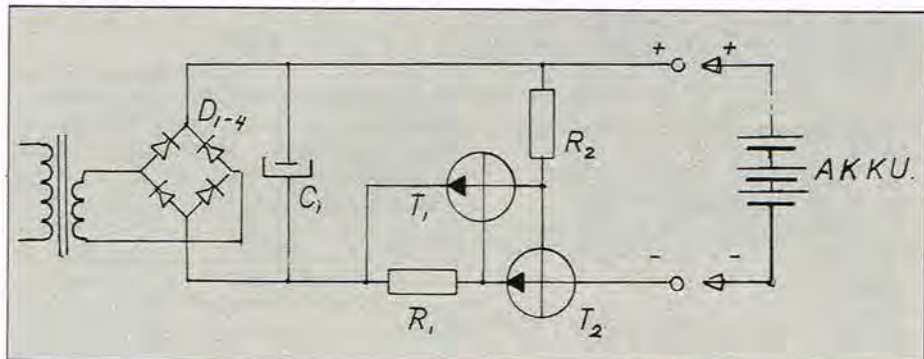 + +
D1-4
R2
C1
T1
AKKU.
- -
R1
T2